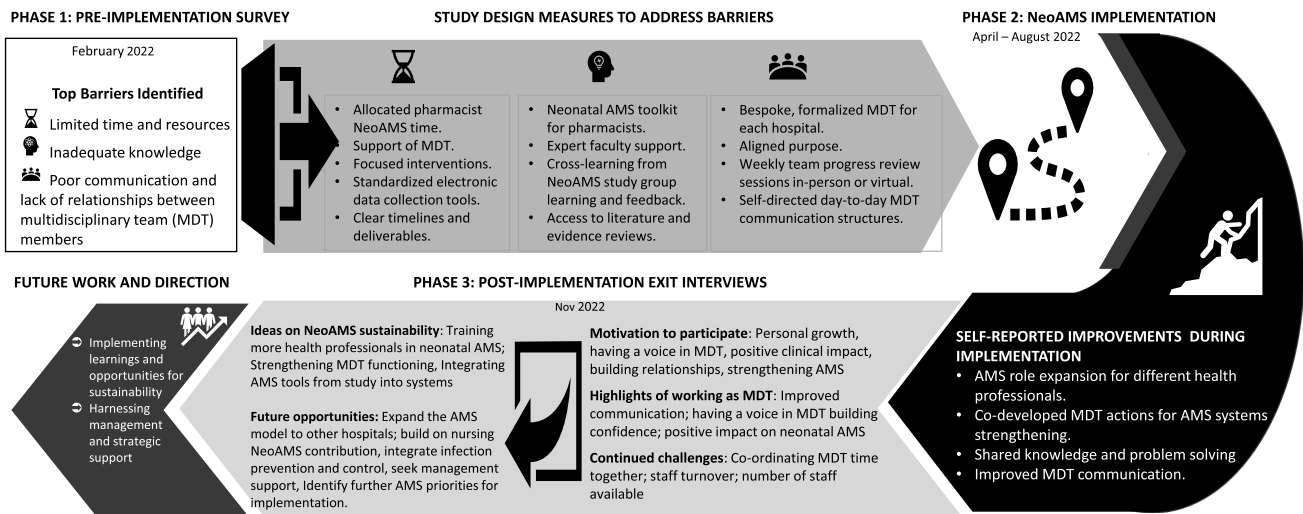 PHASE 1: PRE-IMPLEMENTATION SURVEY
February 2022
Top Barriers Identified
Limited time and resources
Inadequate knowledge
Poor communication and
lack of relationships between
multidisciplinary team (MDT)
members
STUDY DESIGN MEASURES TO ADDRESS BARRIERS
• Allocated pharmacist
NeoAMS time.
• Support of MDT.
• Focused interventions.
• Standardized electronic
data collection tools.
• Clear timelines and
deliverables.
• Neonatal AMS toolkit
for pharmacists.
• Expert faculty support.
• Cross-learning from
NeoAMS study group
learning and feedback.
• Access to literature and
evidence reviews.
• Bespoke, formalized MDT for
each hospital.
• Aligned purpose.
• Weekly team progress review
sessions in-person or virtual.
• Self-directed day-to-day MDT
communication structures.
PHASE 2: NeoAMS IMPLEMENTATION
April – August 2022
SELF-REPORTED IMPROVEMENTS DURING
IMPLEMENTATION
• AMS role expansion for different health
professionals.
• Co-developed MDT actions for AMS systems
strengthening.
• Shared knowledge and problem solving
• Improved MDT communication.
PHASE 3: POST-IMPLEMENTATION EXIT INTERVIEWS
Nov 2022
Motivation to participate: Personal growth,
having a voice in MDT, positive clinical impact,
building relationships, strengthening AMS
Highlights of working as MDT: Improved
communication; having a voice in MDT building
confidence; positive impact on neonatal AMS
Continued challenges: Co-ordinating MDT time
together; staff turnover; number of staff
available
Ideas on NeoAMS sustainability: Training
more health professionals in neonatal AMS;
Strengthening MDT functioning, Integrating
AMS tools from study into systems
Future opportunities: Expand the AMS
model to other hospitals; build on nursing
NeoAMS contribution, integrate infection
prevention and control, seek management
support, Identify further AMS priorities for
implementation.
FUTURE WORK AND DIRECTION
➲ Implementing
learnings and
opportunities for
sustainability
➲ Harnessing
management
and strategic
support